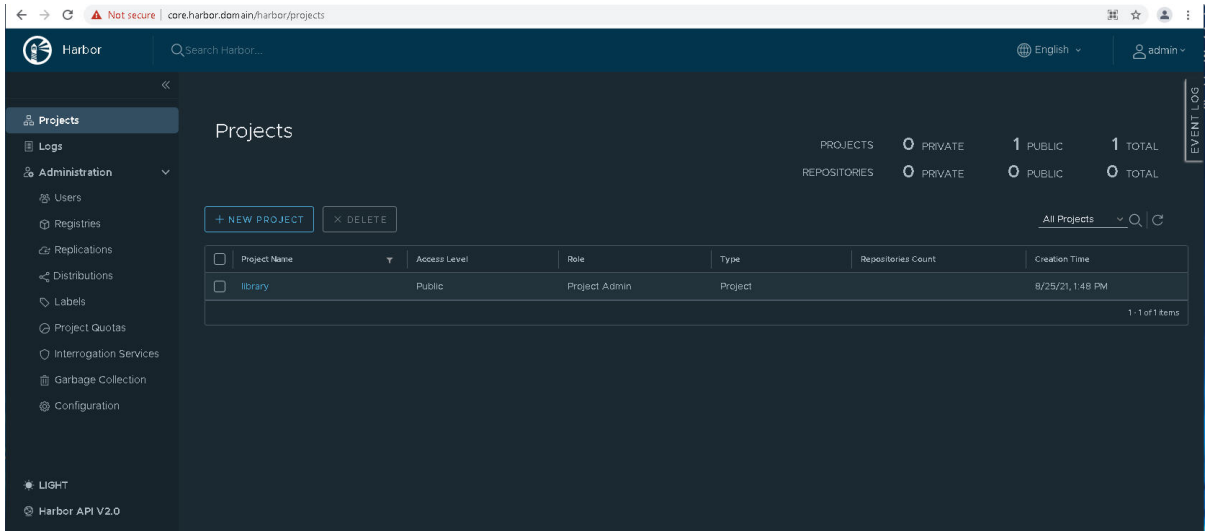 Not secure core.harbor.domain/harbor/projects
Harbor
Search Harbor...
English
admin
EVENT LOG
Projects
Logs
Administration
Users
Registries
Replications
Distributions
Labels
Project Quotas
Interrogation Services
Garbage Collection
Configuration
LIGHT
Harbor API V2.0
Projects
PROJECTS 0 PRIVATE 1 PUBLIC 1 TOTAL
REPOSITORIES 0 PRIVATE 0 PUBLIC 0 TOTAL
+ NEW PROJECT × DELETE All Projects
Project Name Access Level Role Type Repositories Count Creation Time
library Public Project Admin Project 8/25/21, 1:48 PM
1 - 1 of 1 items